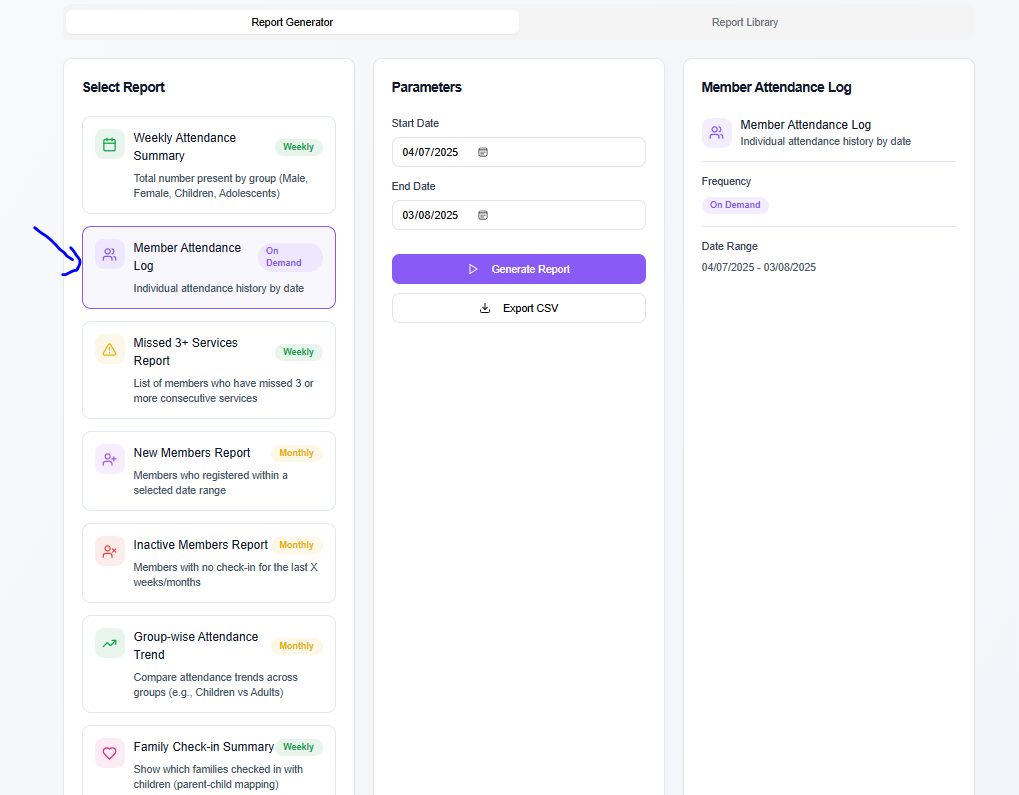 Report Generator
Report Library
Select Report
Weekly Attendance
Summary
Weekly
Total number present by group (Male,
Female, Children, Adolescents)
Member Attendance
Log
On
Demand
Individual attendance history by date
Missed 3+ Services
Report
Weekly
List of members who have missed 3 or
more consecutive services
New Members Report
Monthly
Members who registered within a
selected date range
Inactive Members Report
Monthly
Members with no check-in for the last X
weeks/months
Group-wise Attendance
Trend
Monthly
Compare attendance trends across
groups (e.g., Children vs Adults)
Family Check-in Summary
Weekly
Show which families checked in with
children (parent-child mapping)
Parameters
Start Date
04/07/2025
End Date
03/08/2025
Generate Report
Export CSV
Member Attendance Log
Member Attendance Log
Individual attendance history by date
Frequency
On Demand
Date Range
04/07/2025 - 03/08/2025